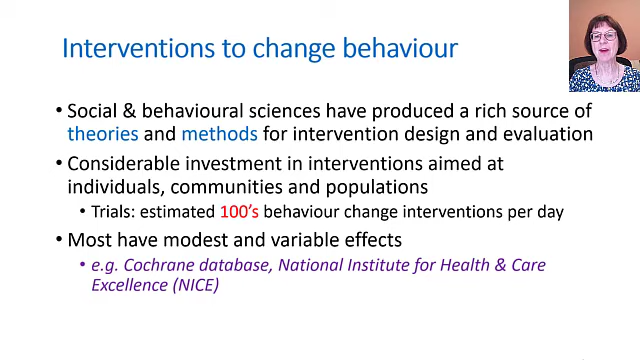 Interventions to change behaviour
• Social & behavioural sciences have produced a rich source of
theories and methods for intervention design and evaluation
• Considerable investment in interventions aimed at
individuals, communities and populations
• Trials: estimated 100's behaviour change interventions per day
• Most have modest and variable effects
• e.g. Cochrane database, National Institute for Health & Care
Excellence (NICE)